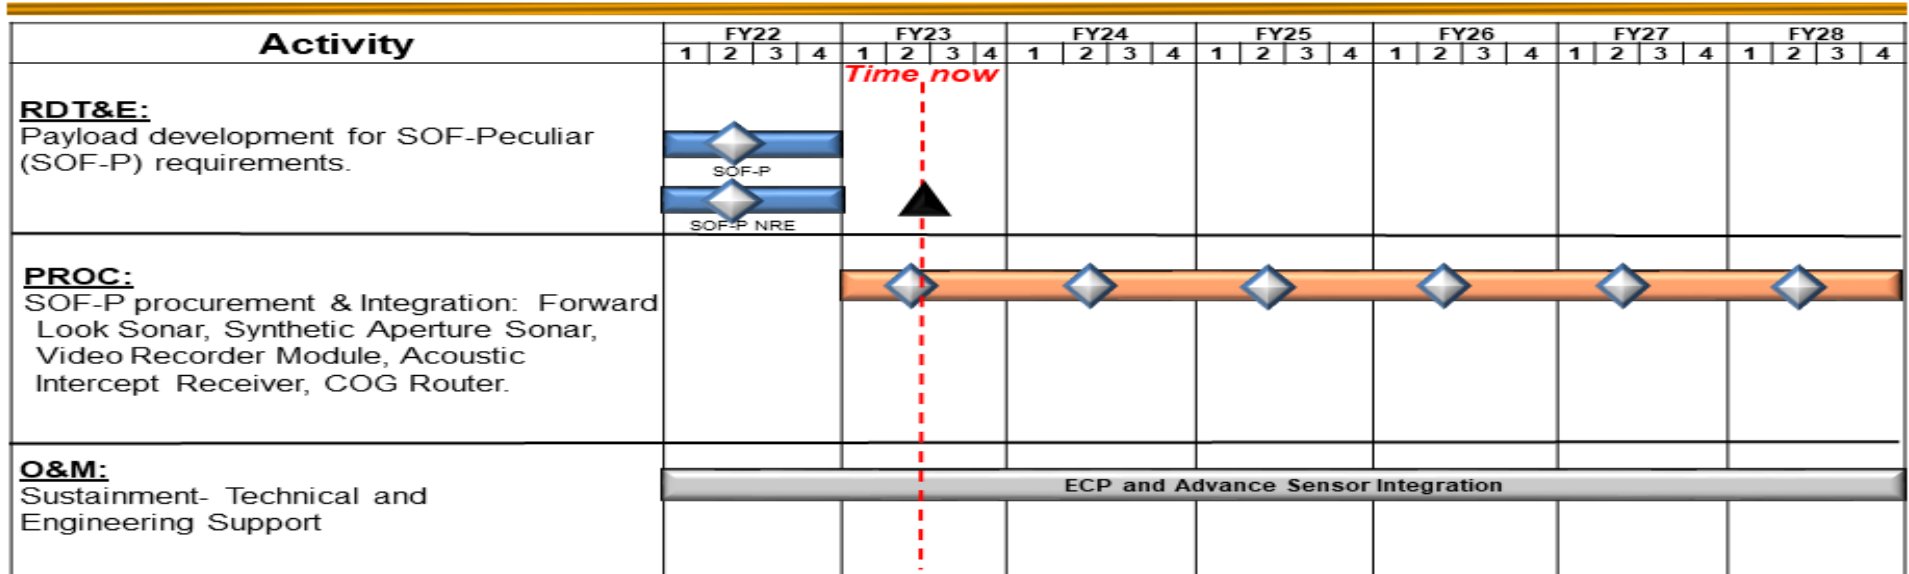 Activity
FY22 FY23 FY24 FY25 FY26 FY27 FY28
1 2 3 4 1 2 3 4 1 2 3 4 1 2 3 4 1 2 3 4 1 2 3 4 1 2 3 4
Time now
RDT&E:
Payload development for SOF-Peculiar
(SOF-P) requirements.
SOF-P
SOF-P NRE
PROC:
SOF-P procurement & Integration: Forward
Look Sonar, Synthetic Aperture Sonar,
Video Recorder Module, Acoustic
Intercept Receiver, COG Router.
O&M:
Sustainment- Technical and
Engineering Support
ECP and Advance Sensor Integration